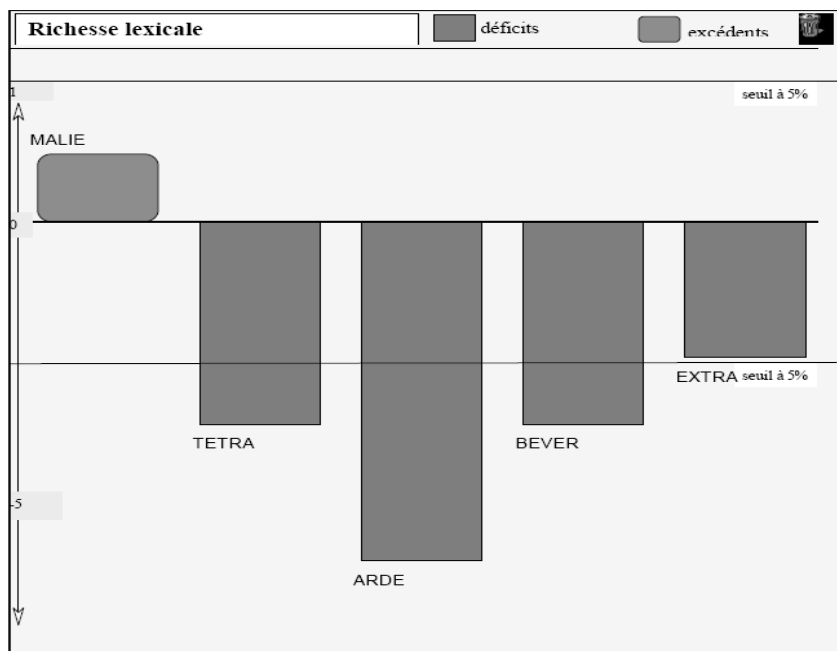 Richesse lexicale
déficits
excédents
1
seuil à 5%
MALIE
0
EXTRA seuil à 5%
TETRA
BEVER
-5
ARDE